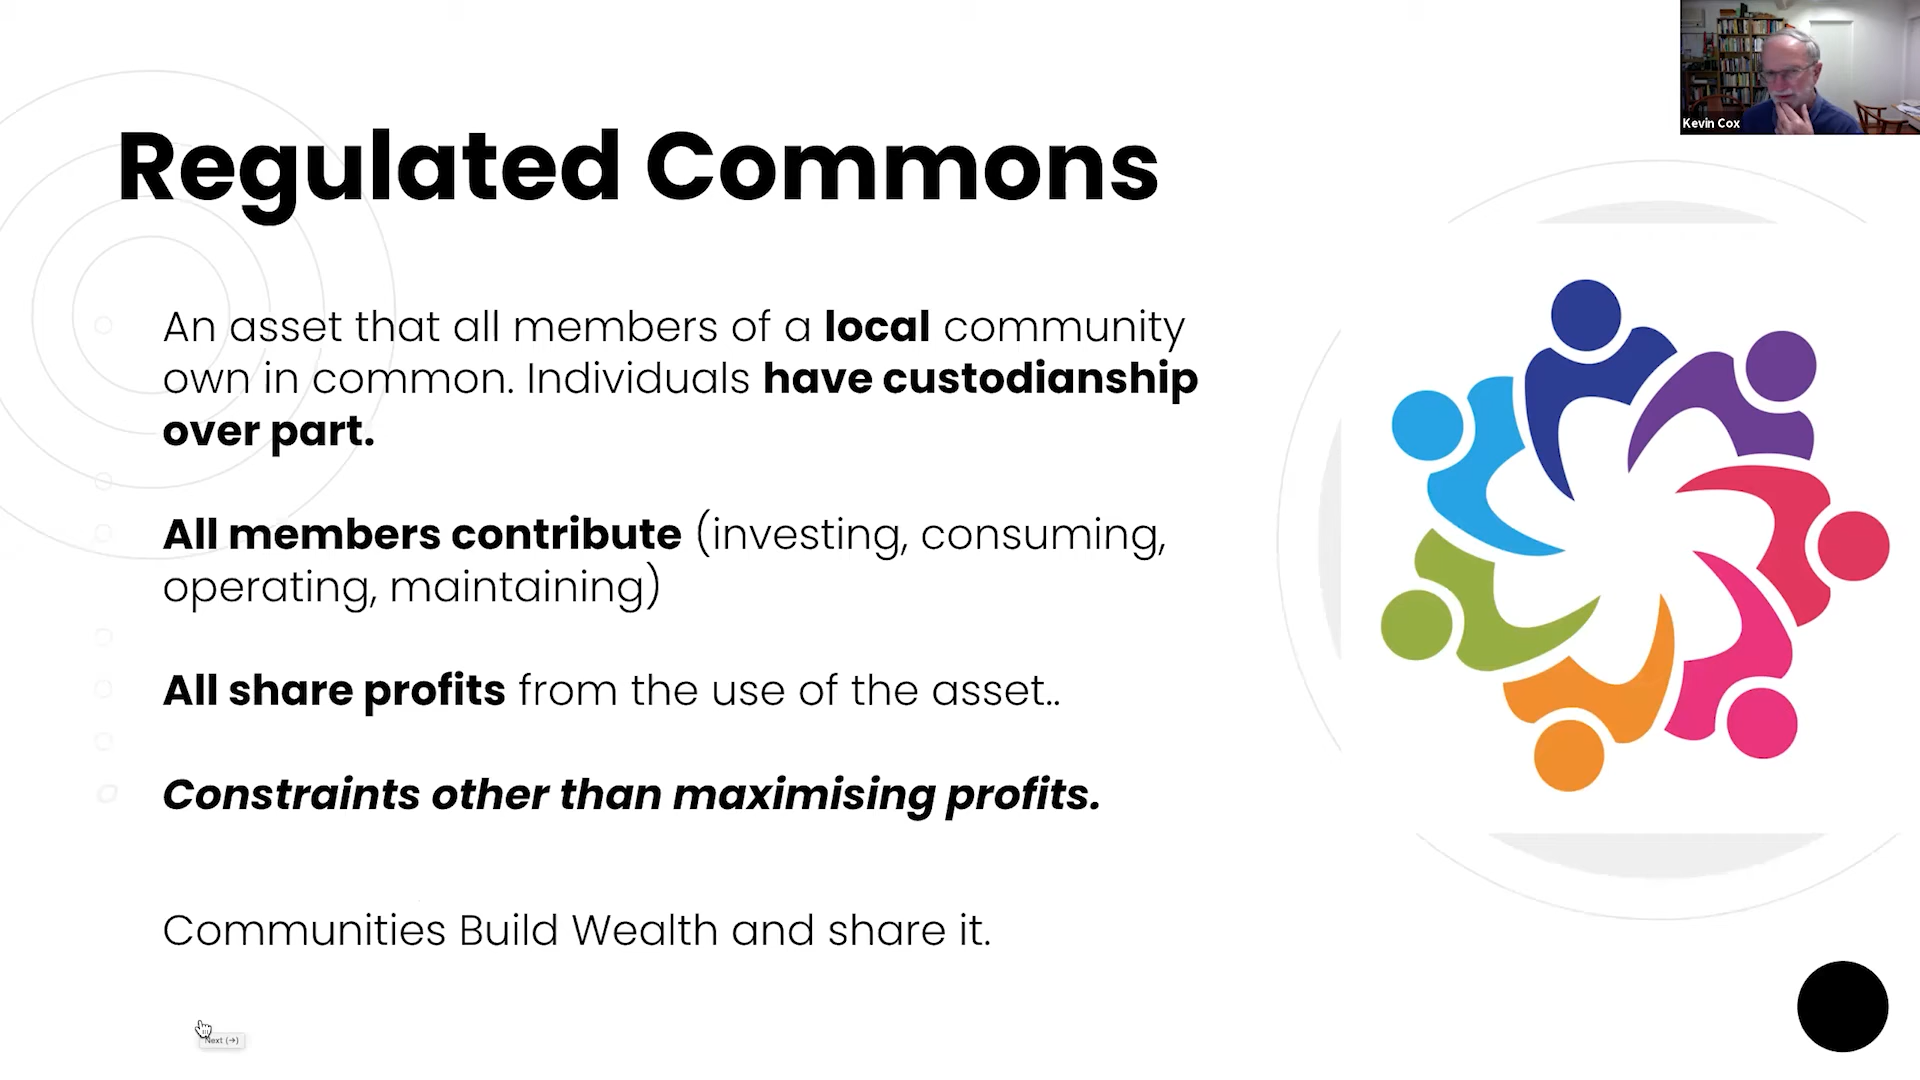 Kevin Cox
Regulated Commons
An asset that all members of a local community
own in common. Individuals have custodianship
over part.
All members contribute (investing, consuming,
operating, maintaining)
All share profits from the use of the asset..
Constraints other than maximising profits.
Communities Build Wealth and share it.
Next (→)